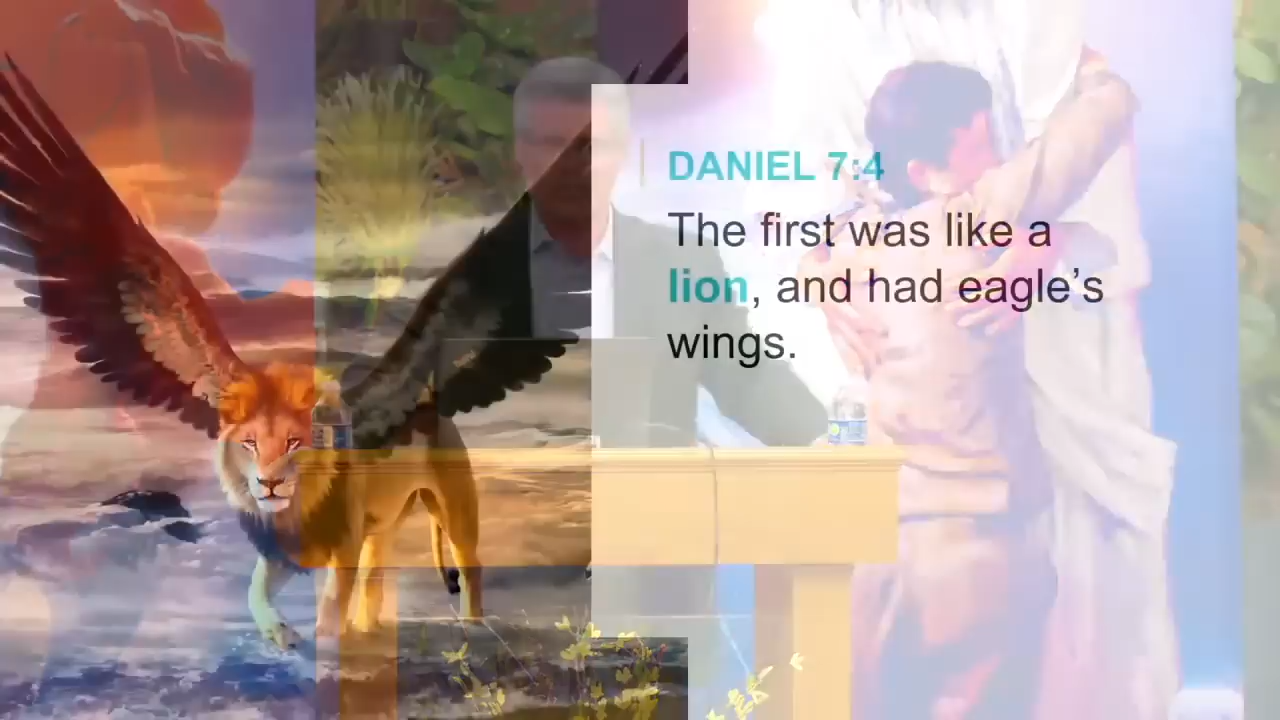 DANIEL 7:4
The first was like a
lion, and had eagle’s
wings.